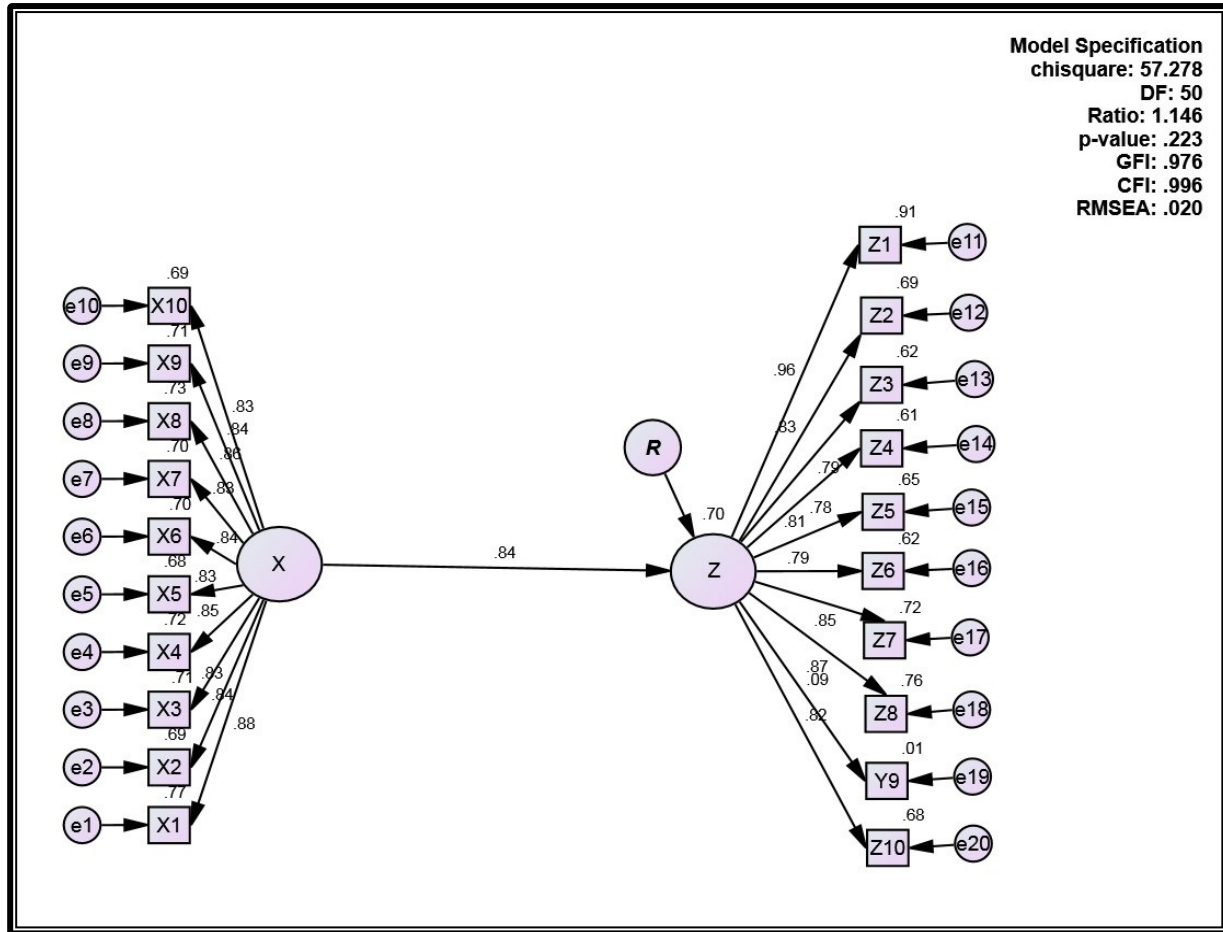 Model Specification
chisquare: 57.278
DF: 50
Ratio: 1.146
p-value: .223
GFI: .976
CFI: .996
RMSEA: .020
.91
Z1
e11
.69
e10
X10
.71
e9
X9
.73
e8
X8
.70
e7
X7
.70
e6
X6
.68
e5
X5
.72
e4
X4
.71
e3
X3
.69
e2
X2
.77
e1
X1
.83
.84
.86
.83
.84
.83
.85
.83
.84
.88
X
.84
R
.70
Z
.96
.83
.79
.78
.81
.79
.85
.87
.09
.82
.69
Z2
e12
.62
Z3
e13
.61
Z4
e14
.65
Z5
e15
.62
Z6
e16
.72
Z7
e17
.76
Z8
e18
.01
Y9
e19
.68
Z10
e20